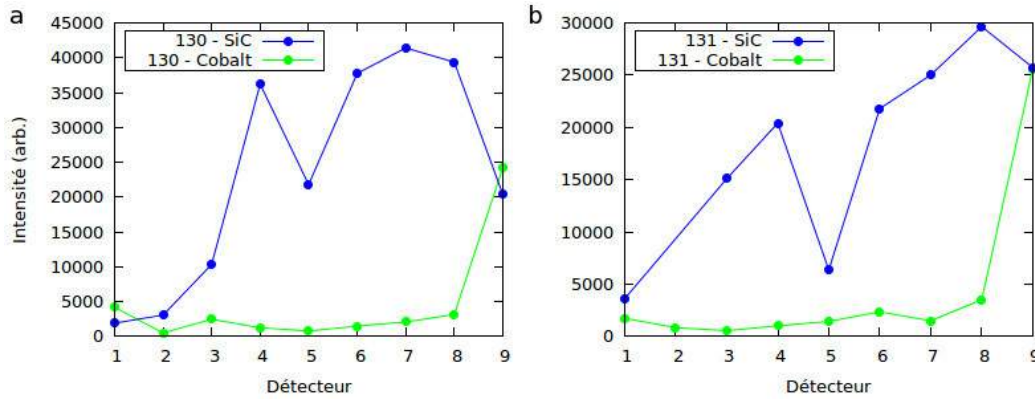 a
45000
40000
35000
30000
25000
20000
15000
10000
5000
0
130 - SiC
130 - Cobalt
Intensité (arb.)
1 2 3 4 5 6 7 8 9
Détecteur
b
30000
25000
20000
15000
10000
5000
0
131 - SiC
131 - Cobalt
1 2 3 4 5 6 7 8 9
Détecteur